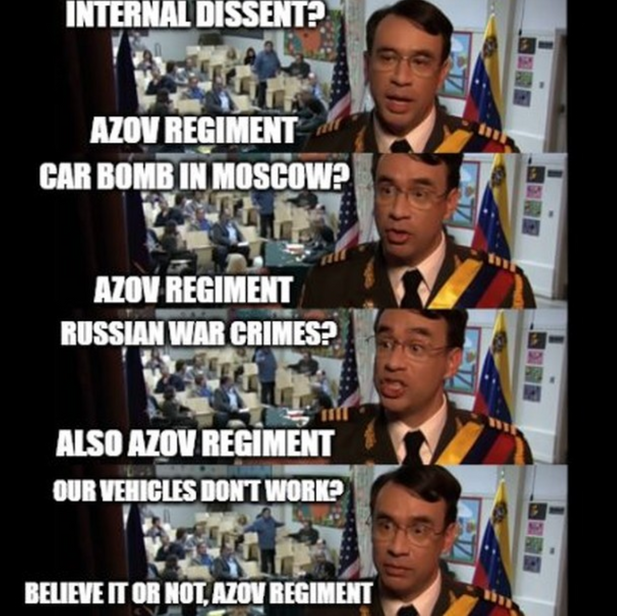 INTERNAL DISSENT?
AZOV REGIMENT
CAR BOMB IN MOSCOW?
AZOV REGIMENT
RUSSIAN WAR CRIMES?
ALSO AZOV REGIMENT
OUR VEHICLES DON'T WORK?
BELIEVE IT OR NOT, AZOV REGIMENT